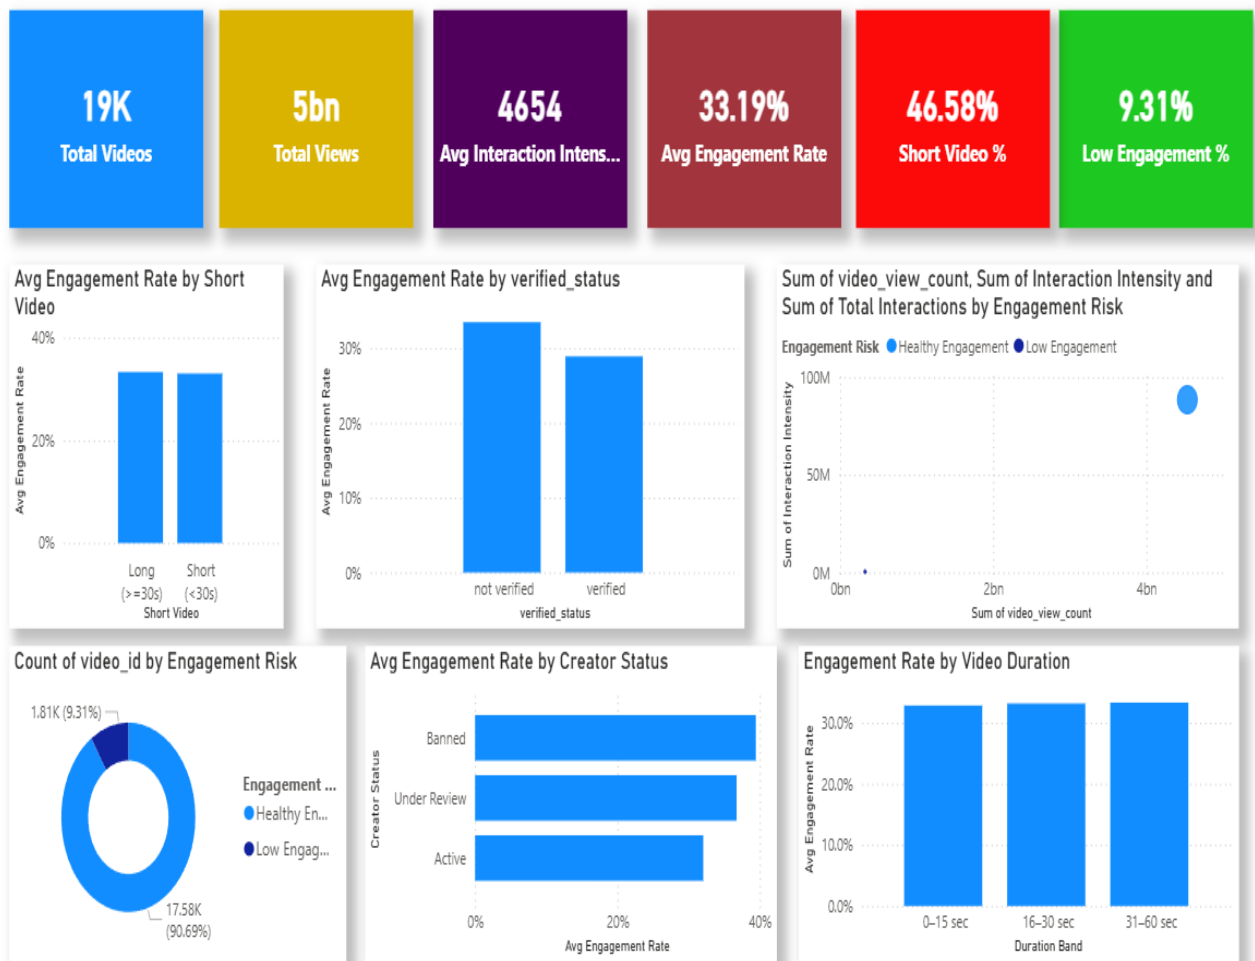 19K
Total Videos
5bn
Total Views
4654
Avg Interaction Intens...
33.19%
Avg Engagement Rate
46.58%
Short Video %
9.31%
Low Engagement %
Avg Engagement Rate by Short
Video
Avg Engagement Rate
40%
20%
0%
Long
(>=30s)
Short
(<30s)
Short Video
Avg Engagement Rate by verified_status
Avg Engagement Rate
30%
20%
10%
0%
not verified
verified
verified_status
Sum of video_view_count, Sum of Interaction Intensity and
Sum of Total Interactions by Engagement Risk
Engagement Risk Healthy Engagement Low Engagement
Sum of Interaction Intensity
100M
50M
0M
0bn
2bn
4bn
Sum of video_view_count
Count of video_id by Engagement Risk
1.81K (9.31%)
17.58K
(90.69%)
Engagement ...
Healthy En...
Low Engag...
Avg Engagement Rate by Creator Status
Creator Status
Banned
Under Review
Active
0%
20%
40%
Avg Engagement Rate
Engagement Rate by Video Duration
Avg Engagement Rate
30.0%
20.0%
10.0%
0.0%
0–15 sec
16–30 sec
31–60 sec
Duration Band